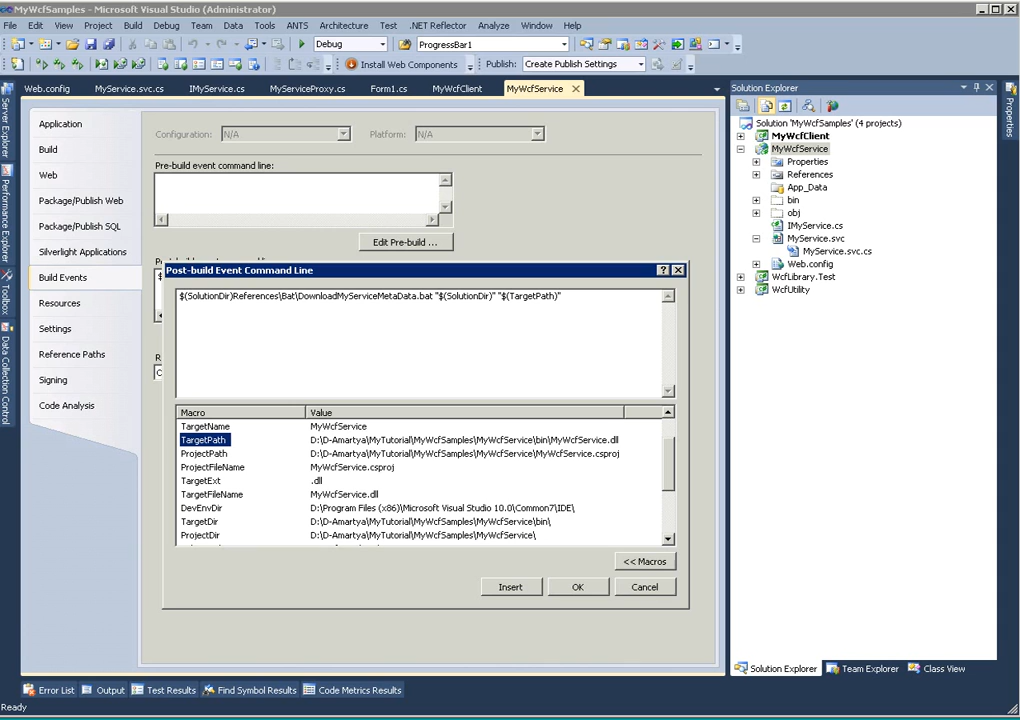 MyWcfSamples - Microsoft Visual Studio (Administrator)
File Edit View Project Build Debug Team Data Tools ANTS Architecture Test .NET Reflector Analyze Window Help
Debug ProgressBar1
Install Web Components Publish: Create Publish Settings
Web.config MyService.svc.cs IMyService.cs MyServiceProxy.cs Form1.cs MyWcfClient MyWcfService
Server Explorer
Performance Explorer
Toolbox
Data Collection Control
Application
Build
Web
Package/Publish Web
Package/Publish SQL
Silverlight Applications
Build Events
Resources
Settings
Reference Paths
Signing
Code Analysis
Configuration: N/A Platform: N/A
Pre-build event command line:
Edit Pre-build ...
Post-build Event Command Line
$(SolutionDir)References\Bat\DownloadMyServiceMetaData.bat "$(SolutionDir)" "$(TargetPath)"
Macro Value
TargetName MyWcfService
TargetPath D:\D-Amartya\MyTutorial\MyWcfSamples\MyWcfService\bin\MyWcfService.dll
ProjectPath D:\D-Amartya\MyTutorial\MyWcfSamples\MyWcfService\MyWcfService.csproj
ProjectFileName MyWcfService.csproj
TargetExt .dll
TargetFileName MyWcfService.dll
DevEnvDir D:\Program Files (x86)\Microsoft Visual Studio 10.0\Common7\IDE\
TargetDir D:\D-Amartya\MyTutorial\MyWcfSamples\MyWcfService\bin\
ProjectDir D:\D-Amartya\MyTutorial\MyWcfSamples\MyWcfService\
<< Macros
Insert OK Cancel
Solution Explorer
Solution 'MyWcfSamples' (4 projects)
MyWcfClient
MyWcfService
Properties
References
App_Data
bin
obj
IMyService.cs
MyService.svc
MyService.svc.cs
Web.config
WcfLibrary.Test
WcfUtility
Properties
Solution Explorer Team Explorer Class View
Error List Output Test Results Find Symbol Results Code Metrics Results
Ready